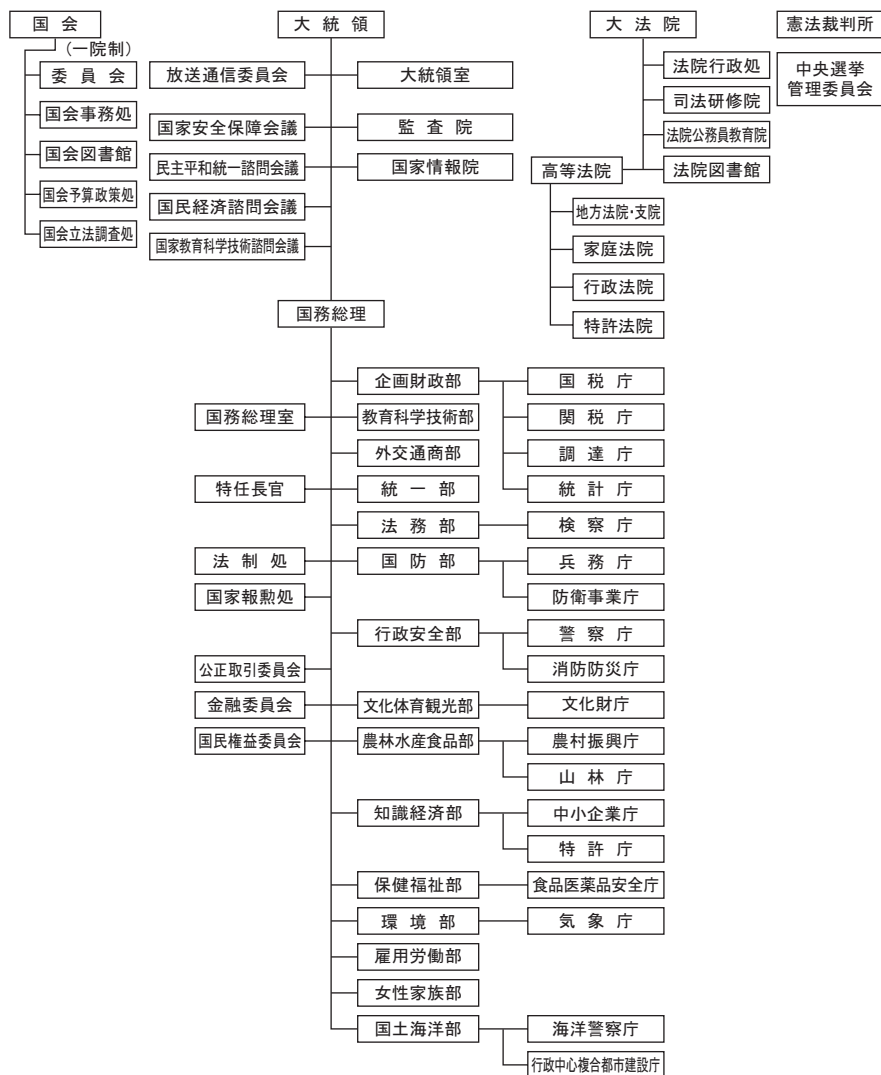 国会
(一院制)
委員会
国会事務処
国会図書館
国会予算政策処
国会立法調査処
大統領
放送通信委員会
大統領室
国家安全保障会議
監査院
民主平和統一諮問会議
国家情報院
国民経済諮問会議
国家教育科学技術諮問会議
大法院
法院行政処
司法研修院
法院公務員教育院
高等法院
法院図書館
地方法院・支院
家庭法院
行政法院
特許法院
憲法裁判所
中央選挙
管理委員会
国務総理
企画財政部
国税庁
国務総理室
教育科学技術部
関税庁
外交通商部
調達庁
特任長官
統一部
統計庁
法務部
検察庁
法制処
国防部
兵務庁
国家報勲処
防衛事業庁
行政安全部
警察庁
公正取引委員会
消防防災庁
金融委員会
文化体育観光部
文化財庁
国民権益委員会
農林水産食品部
農村振興庁
山林庁
知識経済部
中小企業庁
特許庁
保健福祉部
食品医薬品安全庁
環境部
気象庁
雇用労働部
女性家族部
国土海洋部
海洋警察庁
行政中心複合都市建設庁